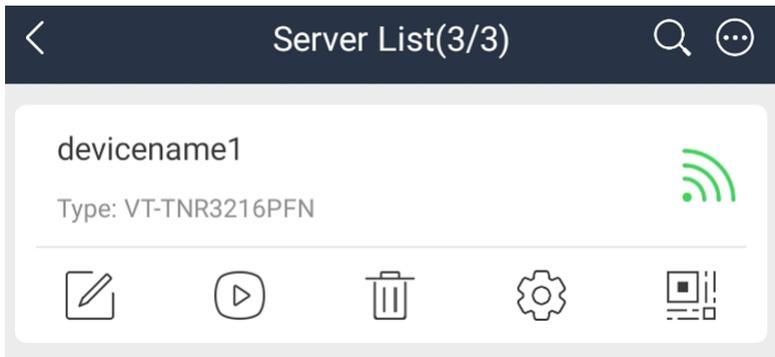 Server List(3/3)
devicename1
Type: VT-TNR3216PFN